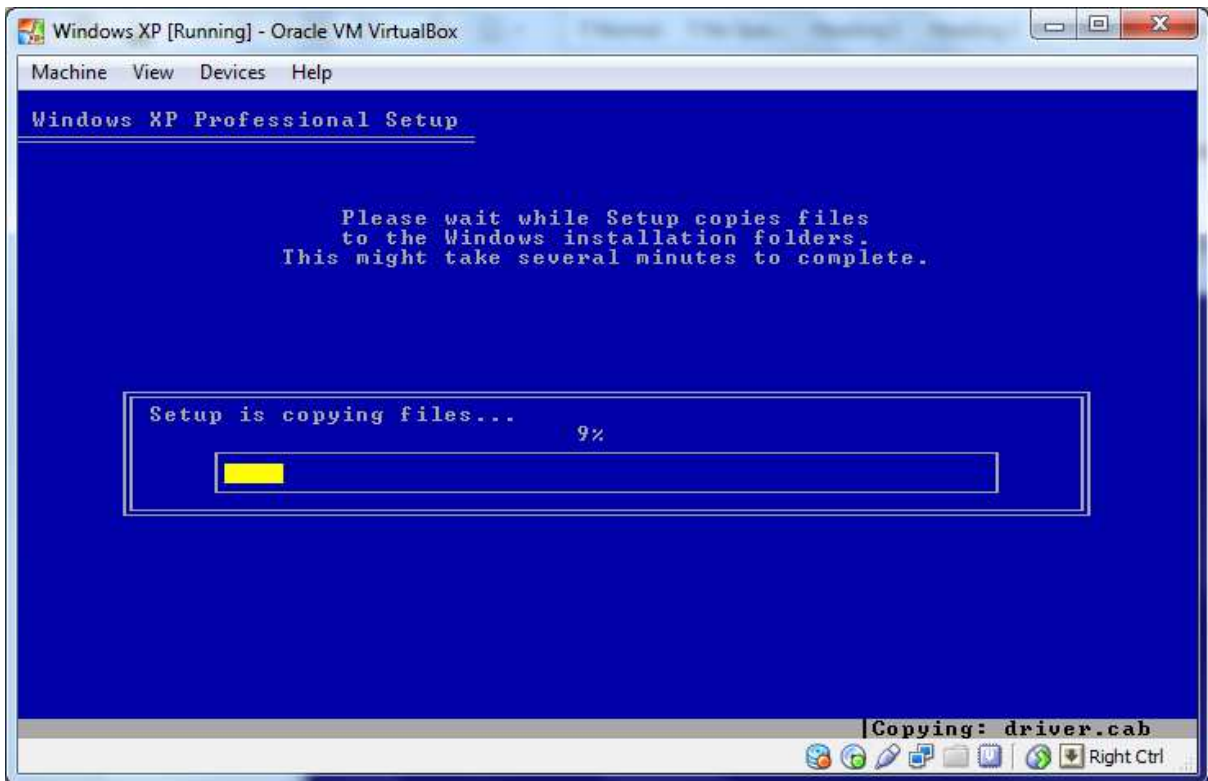 Windows XP [Running] - Oracle VM VirtualBox
Machine View Devices Help
Windows XP Professional Setup
Please wait while Setup copies files
to the Windows installation folders.
This might take several minutes to complete.
Setup is copying files...
9%
Copying: driver.cab
Right Ctrl